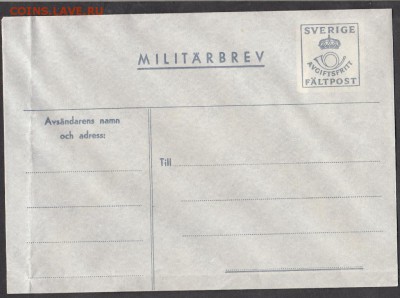 COINS.LAVE.RU
MILITÄRBREV
SVERIGE
AVGIFTSFRITT
FÄLTPOST
Avsändarens namn
och adress:
Till